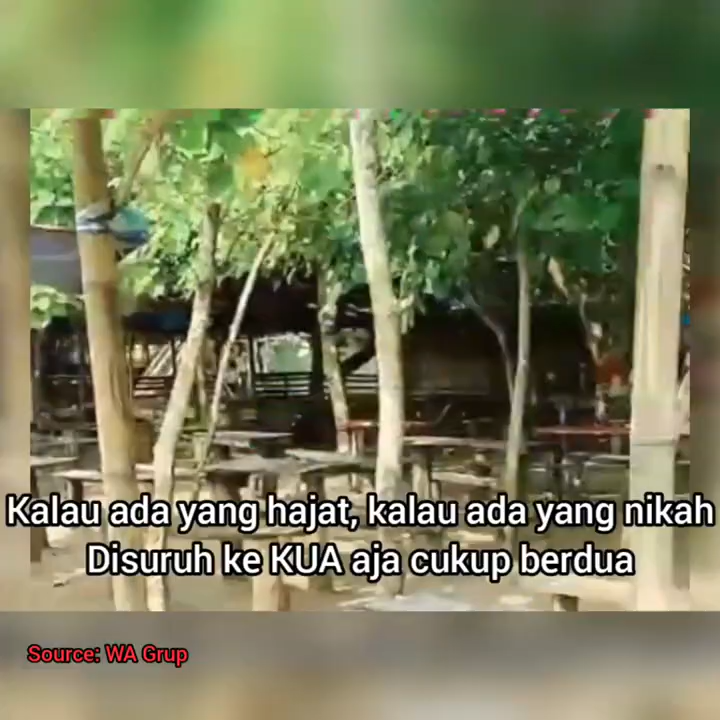 Kalau ada yang hajat, kalau ada yang nikah
Disuruh ke KUA aja cukup berdua
Source: WA Grup